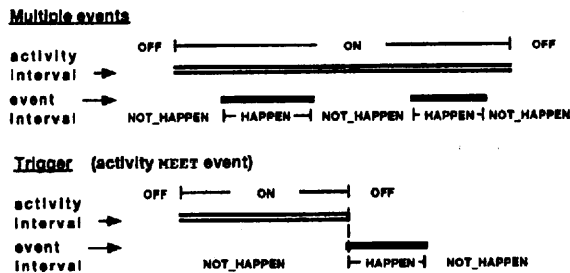 Multiple events
OFF ON OFF
activity
interval
event
interval
NOT_HAPPEN HAPPEN NOT_HAPPEN HAPPEN NOT_HAPPEN
Trigger (activity MEET event)
OFF ON OFF
activity
interval
event
interval
NOT_HAPPEN HAPPEN NOT_HAPPEN